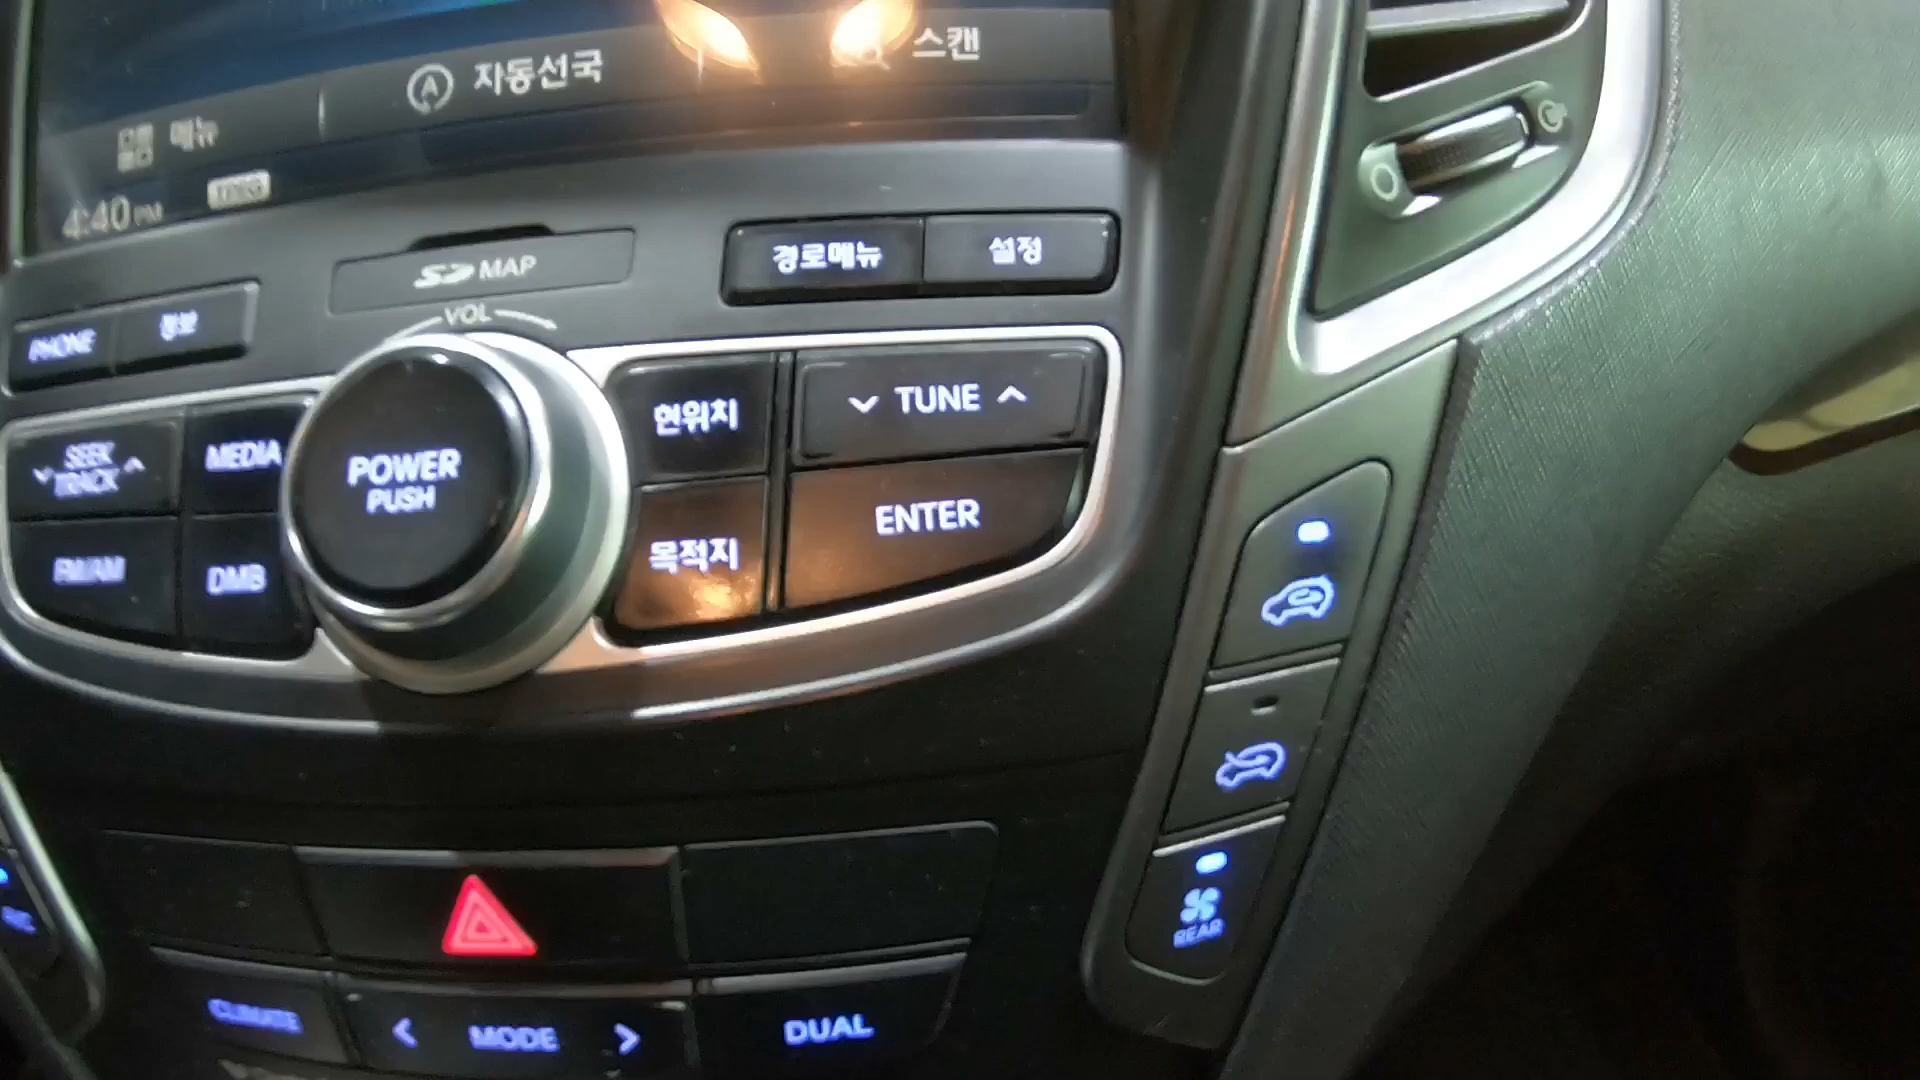 자동선국
스캔
메뉴
4:40 PM
SD MAP
경로메뉴
설정
PHONE
정보
VOL
SEEK
TRACK
MEDIA
POWER
PUSH
현위치
TUNE
FM/AM
DMB
목적지
ENTER
REAR
CLIMATE
MODE
DUAL